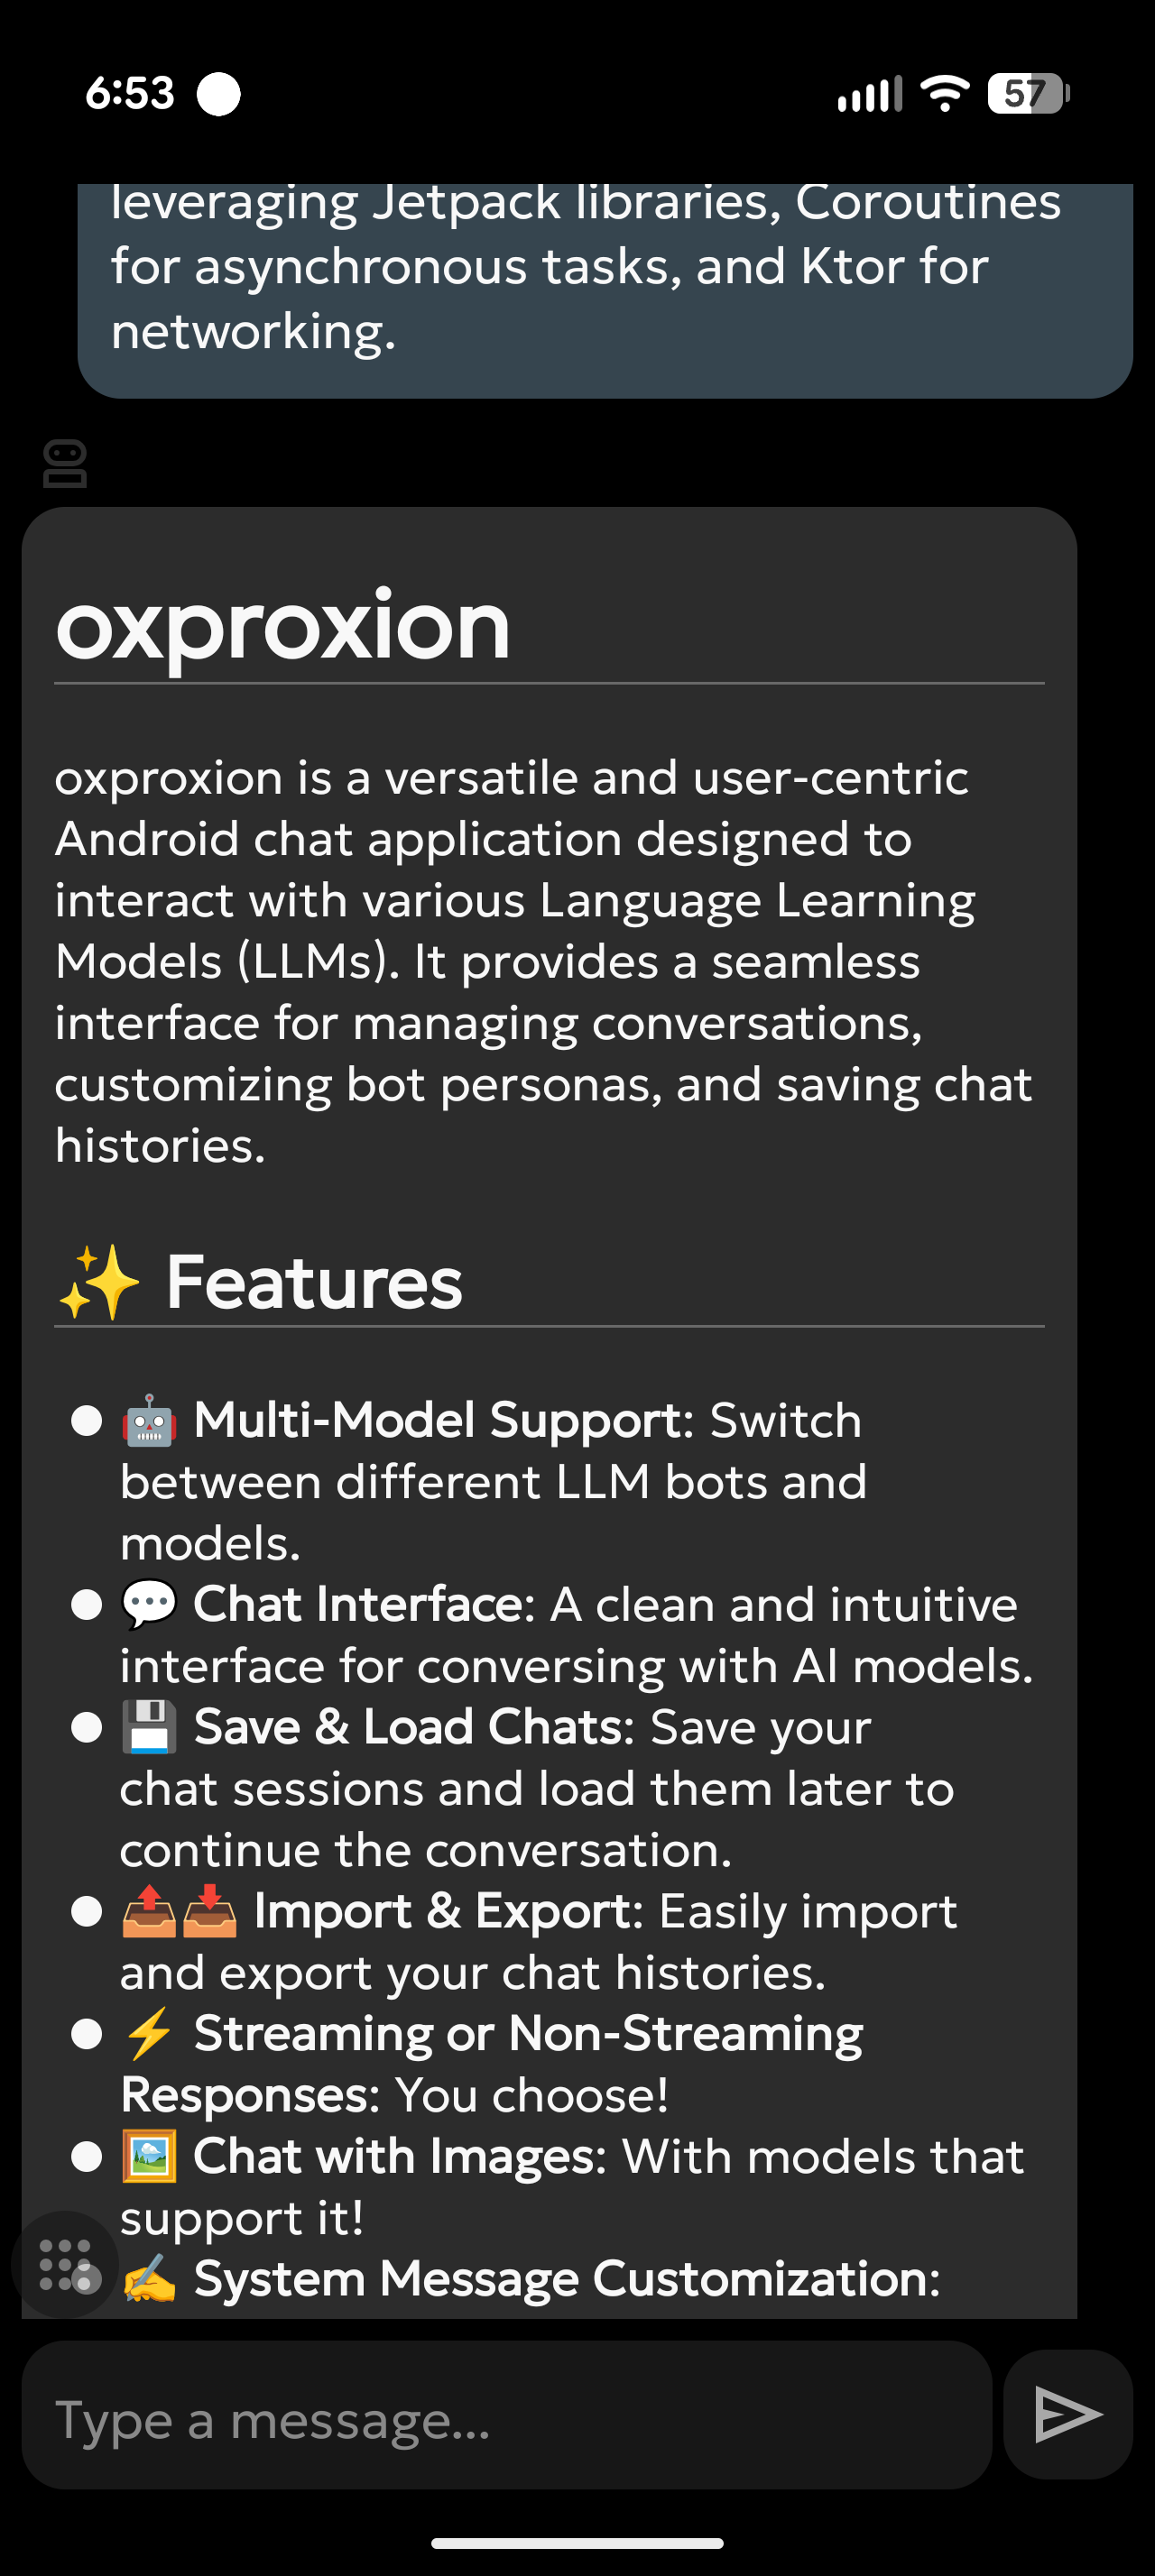 6:53
57
leveraging Jetpack libraries, Coroutines
for asynchronous tasks, and Ktor for
networking.
oxproxion
oxproxion is a versatile and user-centric
Android chat application designed to
interact with various Language Learning
Models (LLMs). It provides a seamless
interface for managing conversations,
customizing bot personas, and saving chat
histories.
✨ Features
● 🤖 Multi-Model Support: Switch
between different LLM bots and
models.
● 💬 Chat Interface: A clean and intuitive
interface for conversing with AI models.
● 💾 Save & Load Chats: Save your
chat sessions and load them later to
continue the conversation.
● 📤📥 Import & Export: Easily import
and export your chat histories.
● ⚡ Streaming or Non-Streaming
Responses: You choose!
● 🖼️ Chat with Images: With models that
support it!
● ✍️ System Message Customization:
Type a message...